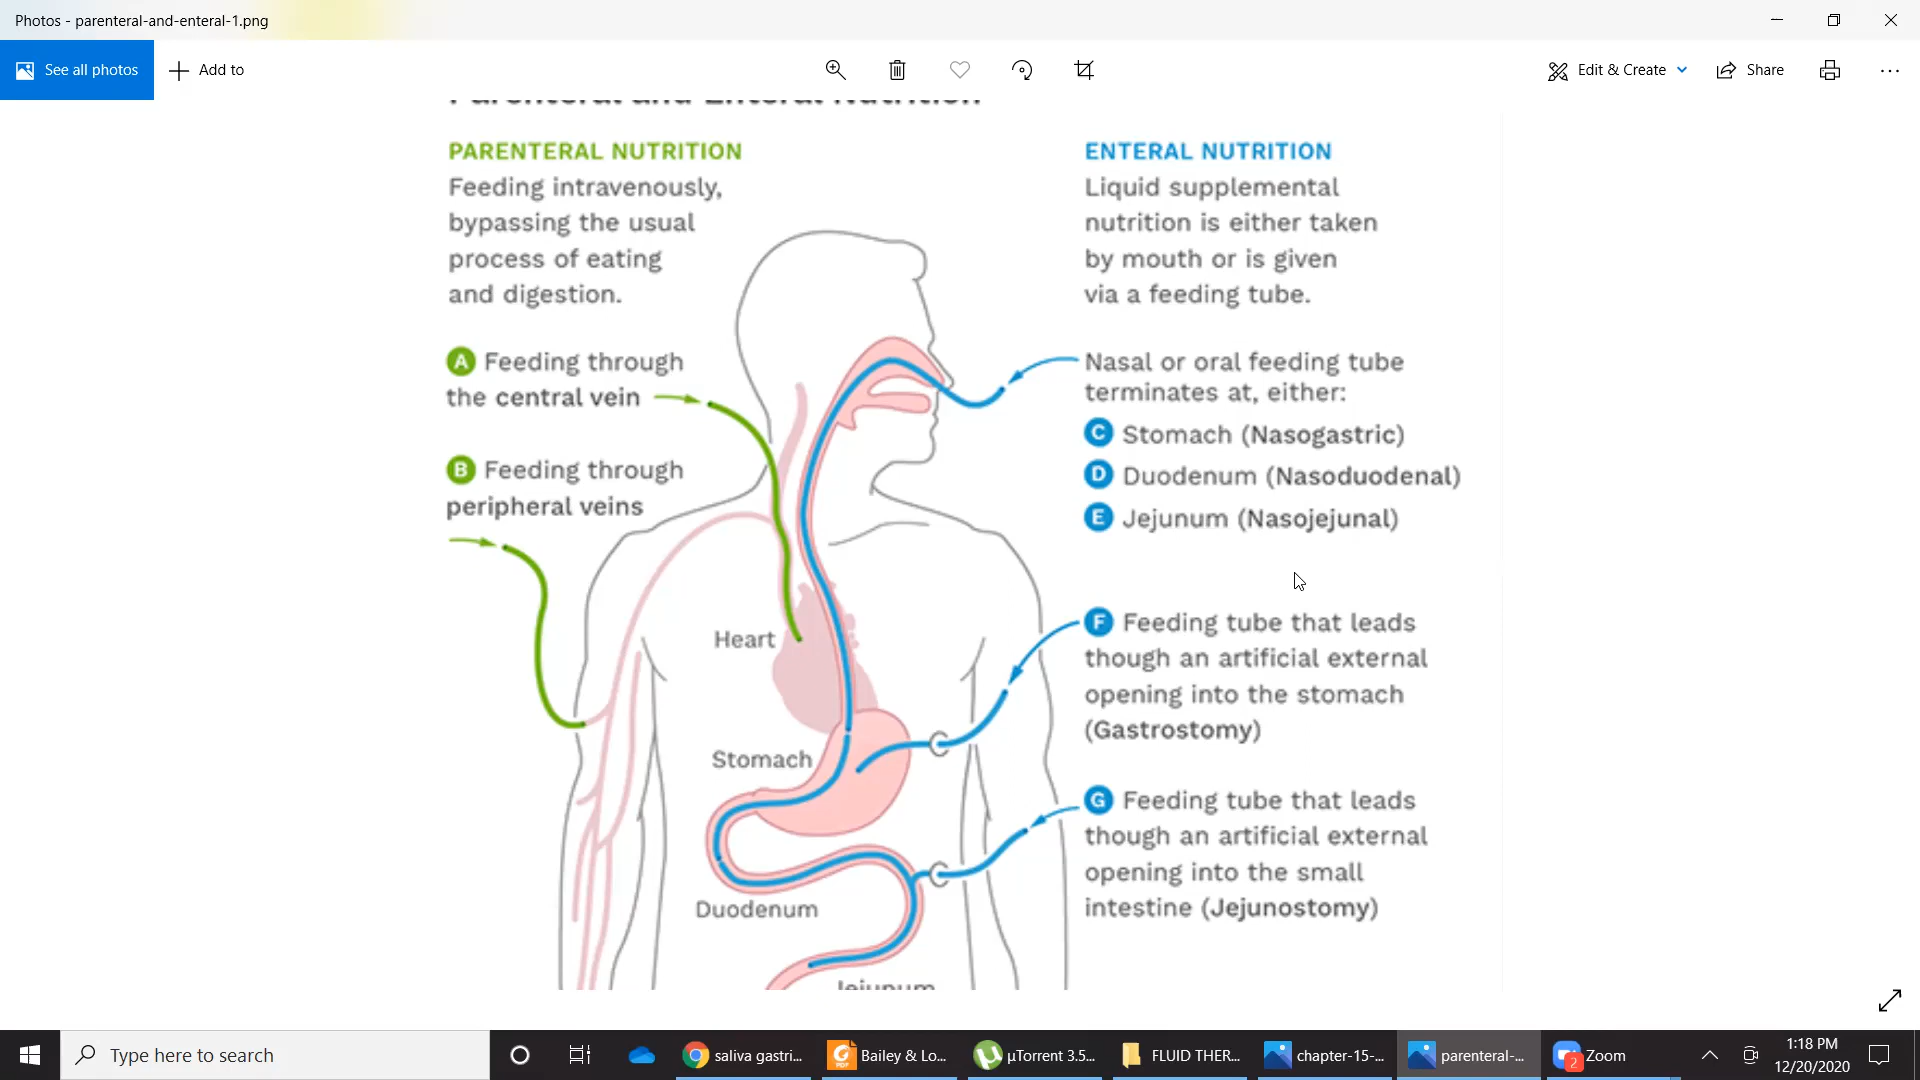 Photos - parenteral-and-enteral-1.png
See all photos
Add to
Edit & Create
Share
Parenteral and Enteral Nutrition
PARENTERAL NUTRITION
Feeding intravenously,
bypassing the usual
process of eating
and digestion.
A Feeding through
the central vein
B Feeding through
peripheral veins
ENTERAL NUTRITION
Liquid supplemental
nutrition is either taken
by mouth or is given
via a feeding tube.
Nasal or oral feeding tube
terminates at, either:
C Stomach (Nasogastric)
D Duodenum (Nasoduodenal)
E Jejunum (Nasojejunal)
F Feeding tube that leads
though an artificial external
opening into the stomach
(Gastrostomy)
G Feeding tube that leads
though an artificial external
opening into the small
intestine (Jejunostomy)
Heart
Stomach
Duodenum
Jejunum
Type here to search
saliva gastri...
Bailey & Lo...
µTorrent 3.5...
FLUID THER...
chapter-15-...
parenteral-...
2
Zoom
1:18 PM
12/20/2020